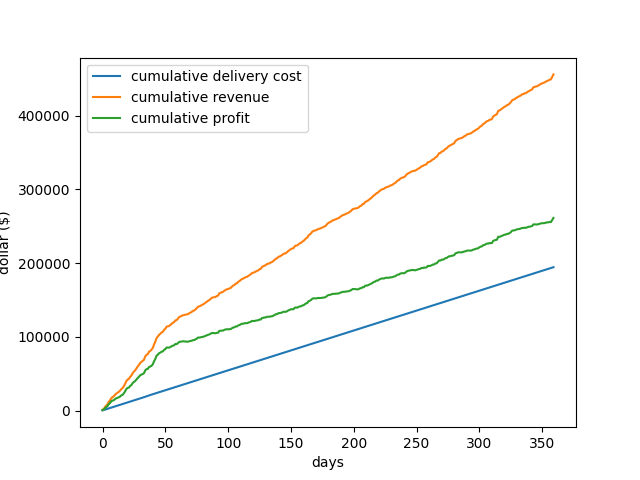 cumulative delivery cost
cumulative revenue
cumulative profit
400000
300000
200000
100000
0
dollar ($)
0 50 100 150 200 250 300 350
days